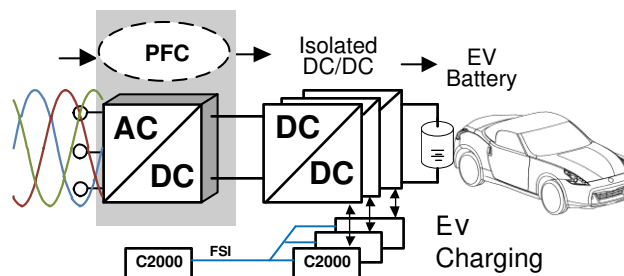 PFC
Isolated
DC/DC
EV
Battery
AC
DC
DC
DC
Ev
Charging
C2000
FSI
C2000